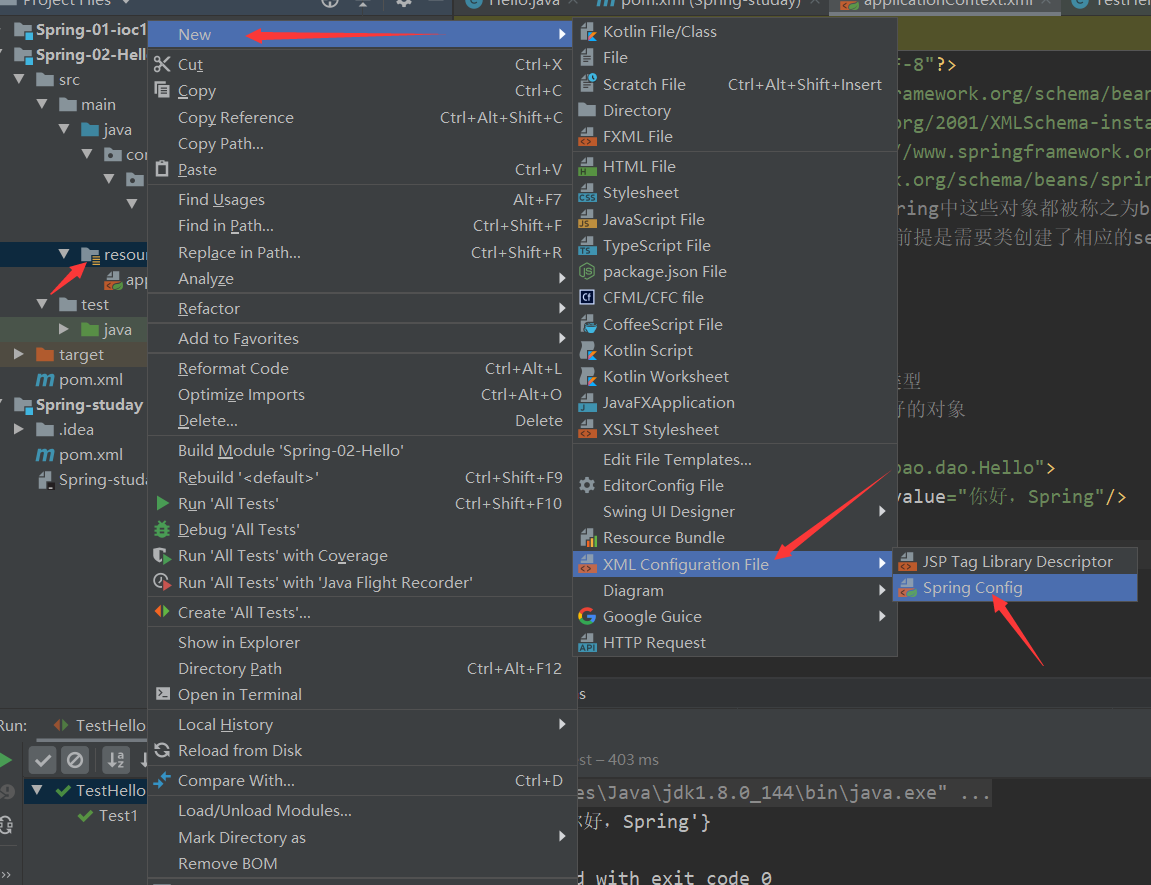 Project Files
Hello.java
pom.xml (Spring-studay)
applicationContext.xml
Spring-01-ioc1
Spring-02-Hell
src
main
java
test
java
target
pom.xml
Spring-studay
.idea
pom.xml
New
Cut Ctrl+X
Copy Ctrl+C
Copy Reference Ctrl+Alt+Shift+C
Copy Path...
Paste Ctrl+V
Find Usages Alt+F7
Find in Path... Ctrl+Shift+F
Replace in Path... Ctrl+Shift+R
Analyze
Refactor
Add to Favorites
Reformat Code Ctrl+Alt+L
Optimize Imports Ctrl+Alt+O
Delete... Delete
Build Module 'Spring-02-Hello'
Rebuild '<default>' Ctrl+Shift+F9
Run 'All Tests' Ctrl+Shift+F10
Debug 'All Tests'
Run 'All Tests' with Coverage
Run 'All Tests' with 'Java Flight Recorder'
Create 'All Tests'...
Show in Explorer
Directory Path Ctrl+Alt+F12
Open in Terminal
Local History
Reload from Disk
Compare With... Ctrl+D
Load/Unload Modules...
Mark Directory as
Remove BOM
Kotlin File/Class
File
Scratch File Ctrl+Alt+Shift+Insert
Directory
FXML File
HTML File
Stylesheet
JavaScript File
TypeScript File
package.json File
CFML/CFC file
CoffeeScript File
Kotlin Script
Kotlin Worksheet
JavaFXApplication
XSLT Stylesheet
Edit File Templates...
EditorConfig File
Swing UI Designer
Resource Bundle
XML Configuration File
Diagram
Google Guice
HTTP Request
JSP Tag Library Descriptor
Spring Config
f-8"?>
amework.org/schema/bean
org/2001/XMLSchema-insta
//www.springframework.or
k.org/schema/beans/sprin
ring中这些对象都被称之为b
前提是需要类创建了相应的se
类型
好的对象
bao.dao.Hello">
value="你好，Spring"/>
Run:
TestHello
TestHello
Test1
st – 403 ms
es\Java\jdk1.8.0_144\bin\java.exe" ...
你好，Spring'}
d with exit code 0